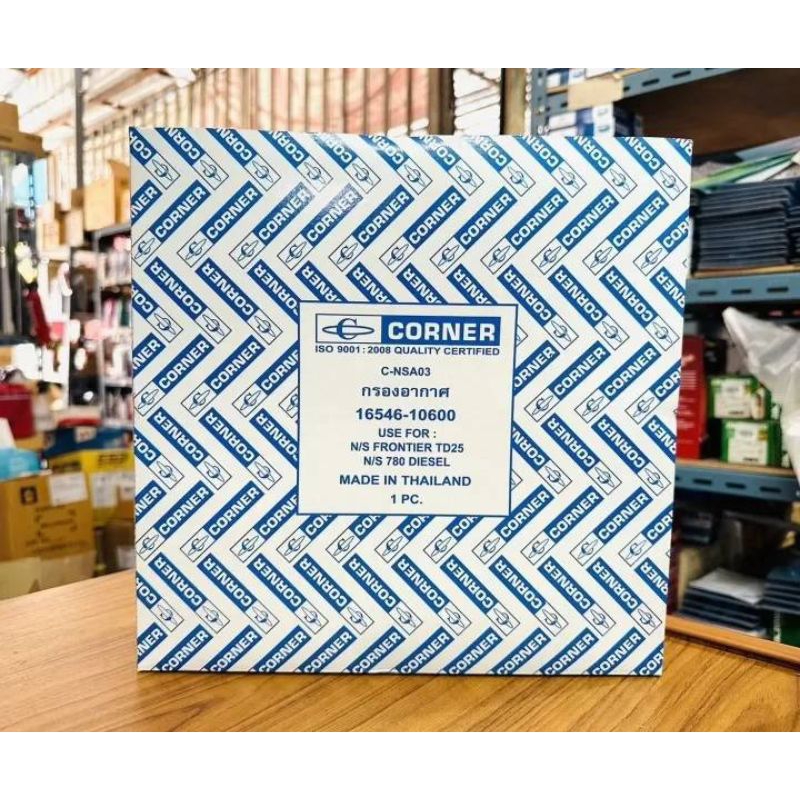 CORNER
ISO 9001: 2008 QUALITY CERTIFIED
C-NSA03
กรองอากาศ
16546-10600
USE FOR :
N/S FRONTIER TD25
N/S 780 DIESEL
MADE IN THAILAND
1 PC.